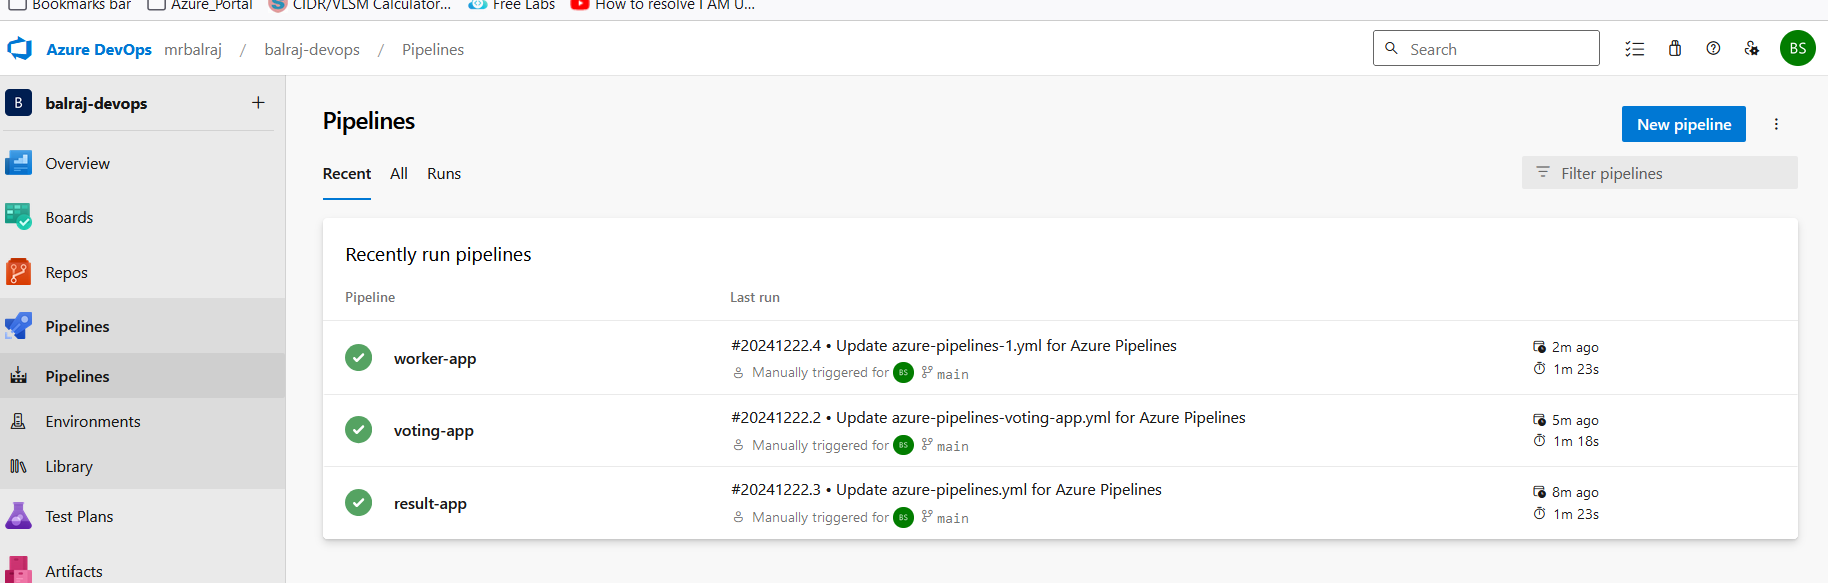 Bookmarks bar Azure_Portal CIDR/VLSM Calculator... Free Labs How to resolve I AM U...
Azure DevOps mrbalraj / balraj-devops / Pipelines Search BS
B balraj-devops +
Overview
Boards
Repos
Pipelines
Pipelines
Environments
Library
Test Plans
Artifacts
Pipelines
New pipeline
Recent All Runs
Filter pipelines
Recently run pipelines
Pipeline Last run
worker-app #20241222.4 • Update azure-pipelines-1.yml for Azure Pipelines 2m ago
Manually triggered for BS main 1m 23s
voting-app #20241222.2 • Update azure-pipelines-voting-app.yml for Azure Pipelines 5m ago
Manually triggered for BS main 1m 18s
result-app #20241222.3 • Update azure-pipelines.yml for Azure Pipelines 8m ago
Manually triggered for BS main 1m 23s